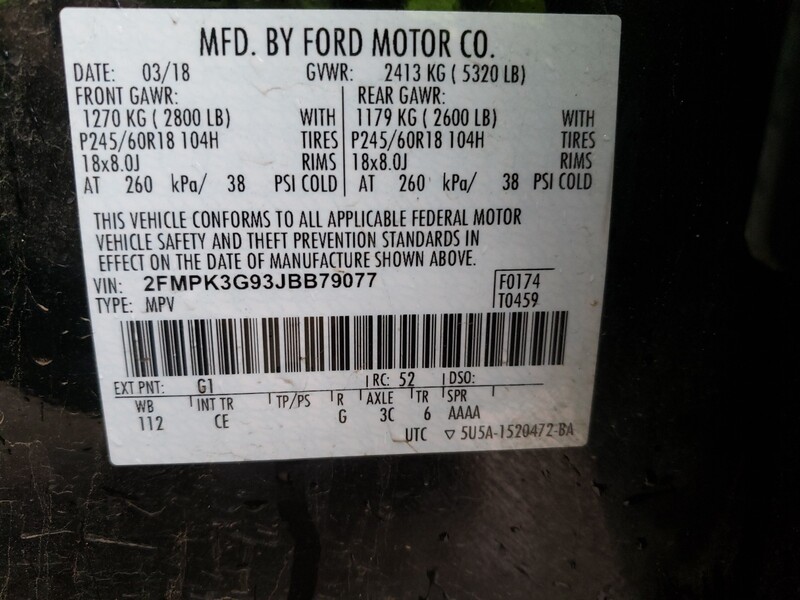 MFD. BY FORD MOTOR CO.
DATE: 03/18 GVWR: 2413 KG ( 5320 LB)
FRONT GAWR: REAR GAWR:
1270 KG ( 2800 LB) WITH 1179 KG ( 2600 LB) WITH
P245/60R18 104H TIRES P245/60R18 104H TIRES
18x8.0J RIMS 18x8.0J RIMS
AT 260 kPa/ 38 PSI COLD AT 260 kPa/ 38 PSI COLD
THIS VEHICLE CONFORMS TO ALL APPLICABLE FEDERAL MOTOR
VEHICLE SAFETY AND THEFT PREVENTION STANDARDS IN
EFFECT ON THE DATE OF MANUFACTURE SHOWN ABOVE.
VIN: 2FMPK3G93JBB79077 F0174
TYPE: MPV T0459
EXT PNT: G1 RC: 52 DSO:
WB INT TR TP/PS R AXLE TR SPR
112 CE G 3C 6 AAAA
UTC ▽ 5U5A-1520472-BA